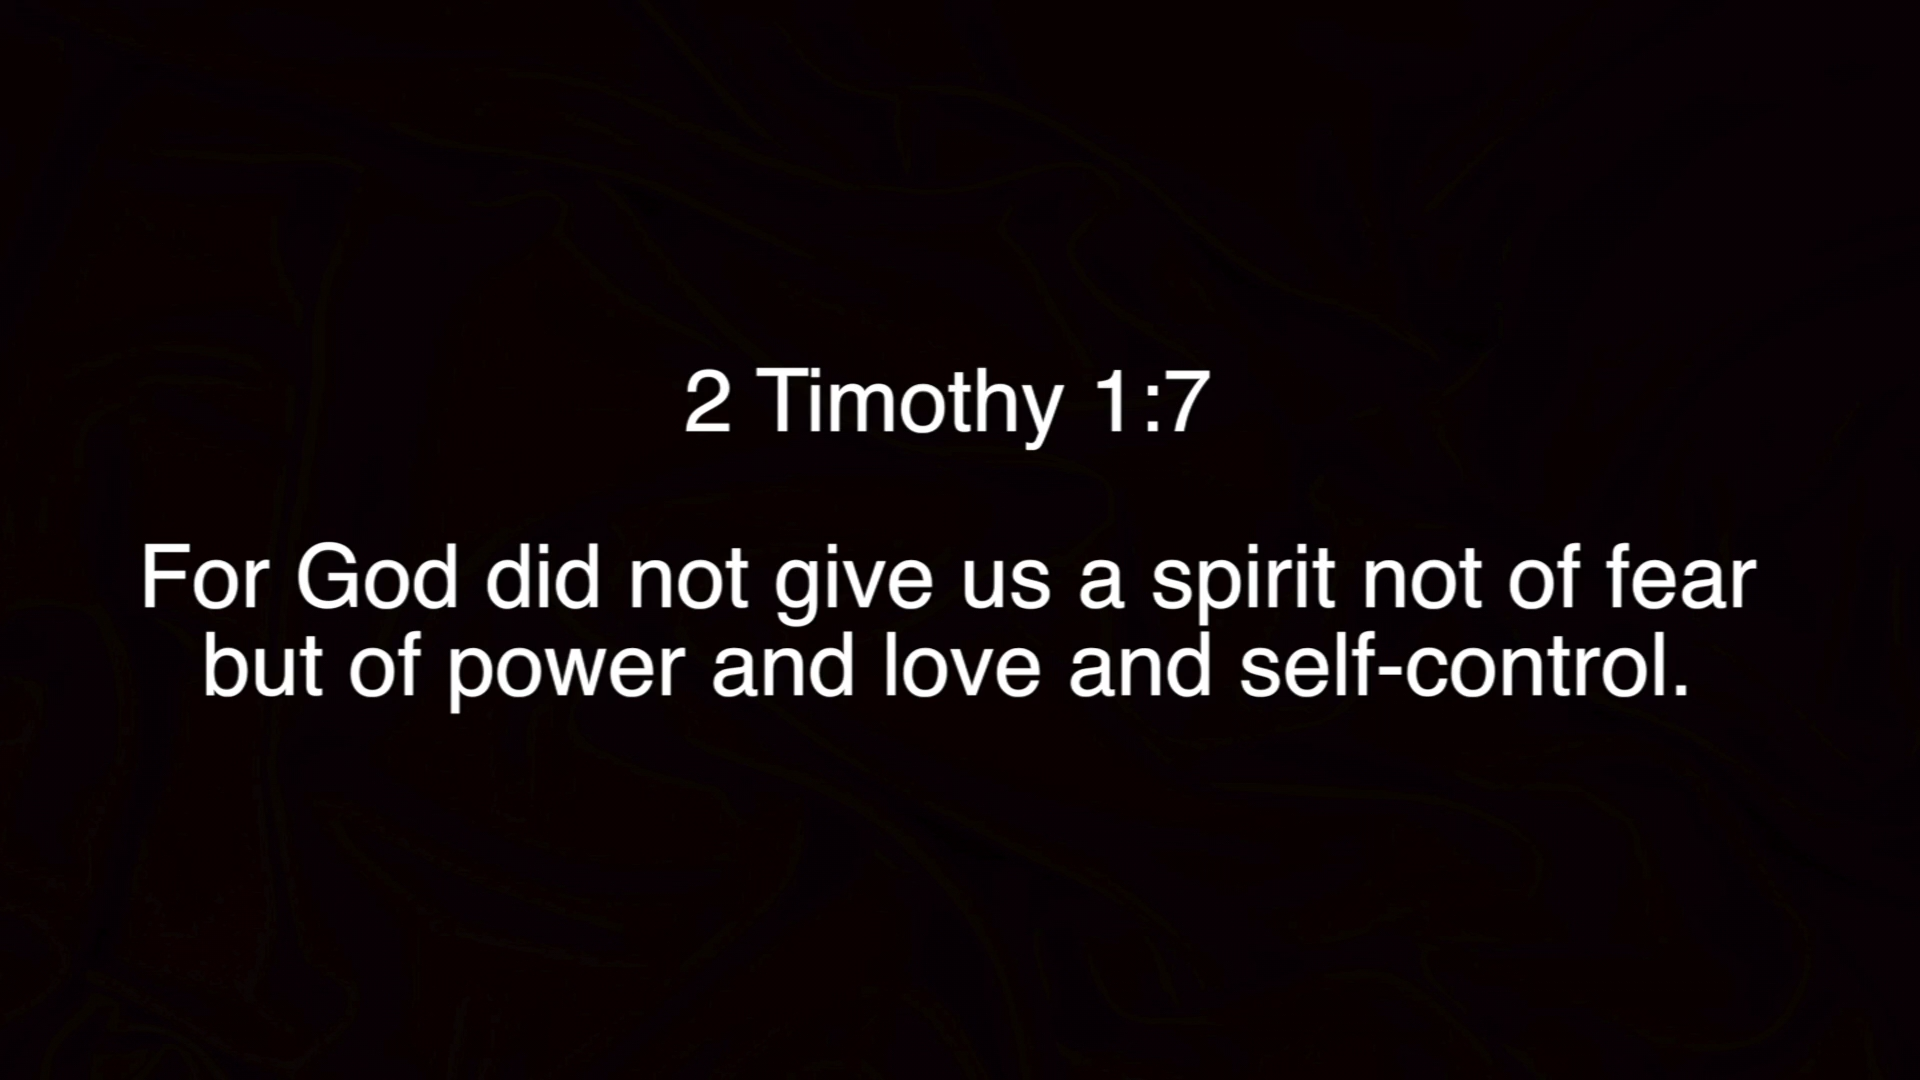 2 Timothy 1:7
For God did not give us a spirit not of fear
but of power and love and self-control.